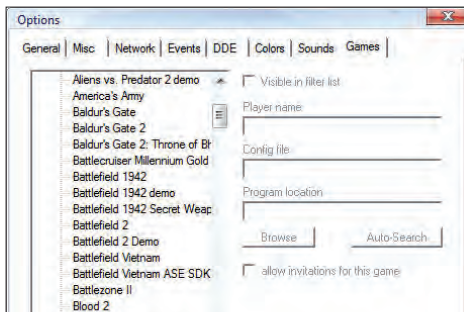 Options
General Misc Network Events DDE Colors Sounds Games
Aliens vs. Predator 2 demo
America's Army
Baldur's Gate
Baldur's Gate 2
Baldur's Gate 2: Throne of Bh
Battlecruiser Millennium Gold
Battlefield 1942
Battlefield 1942 demo
Battlefield 1942 Secret Weap
Battlefield 2
Battlefield 2 Demo
Battlefield Vietnam
Battlefield Vietnam ASE SDK
Battlezone II
Blood 2
Visible in filter list
Player name:
Config file:
Program location
Browse Auto-Search
allow invitations for this game